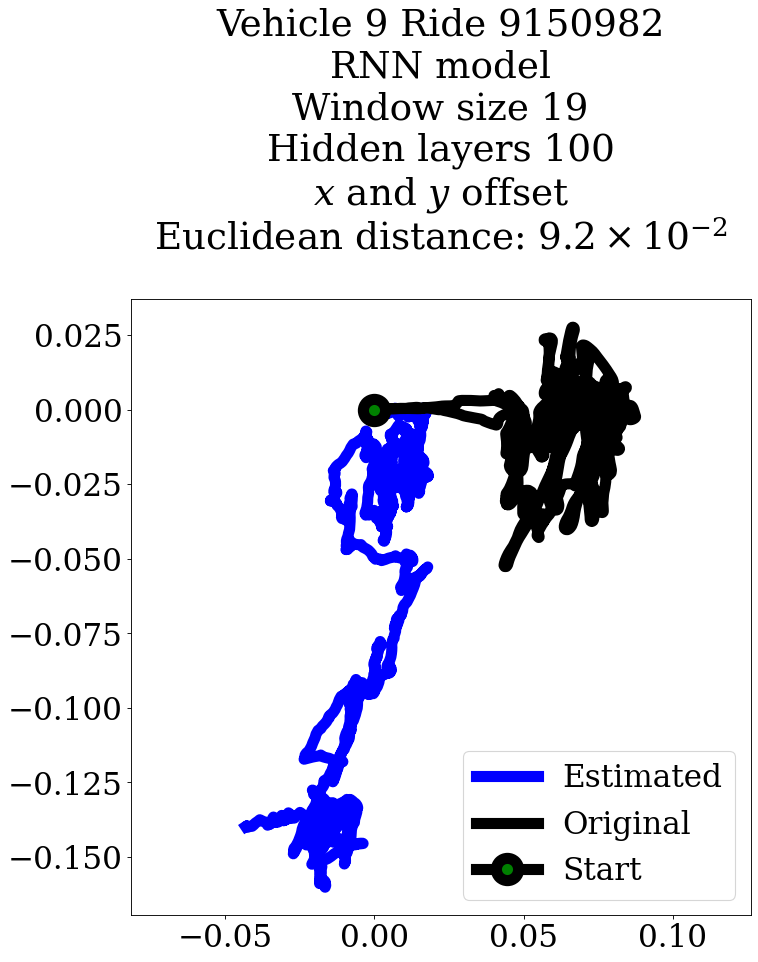 Vehicle 9 Ride 9150982
RNN model
Window size 19
Hidden layers 100
x and y offset
Euclidean distance: 9.2 × 10⁻²
0.025
0.000
−0.025
−0.050
−0.075
−0.100
−0.125
−0.150
Estimated
Original
Start
−0.05 0.00 0.05 0.10